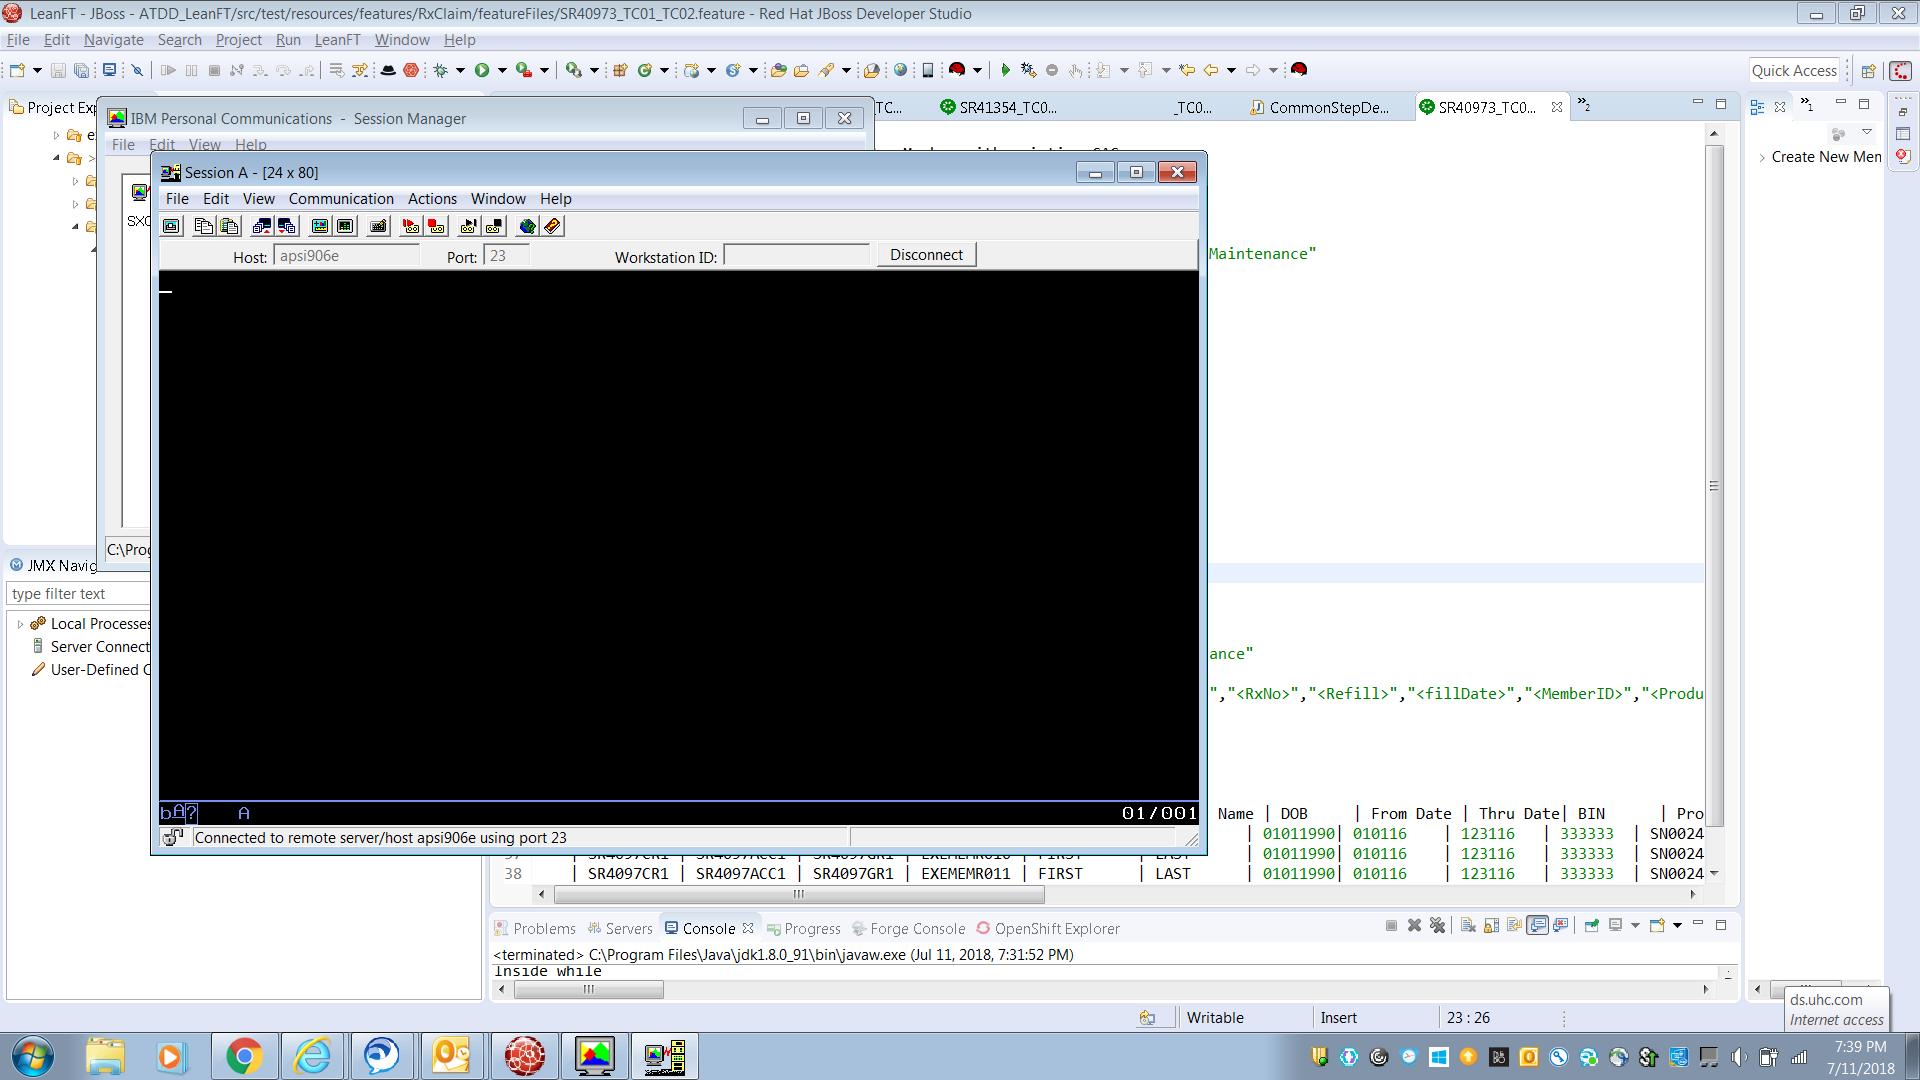 LeanFT - JBoss - ATDD_LeanFT/src/test/resources/features/RxClaim/featureFiles/SR40973_TC01_TC02.feature - Red Hat JBoss Developer Studio
File Edit Navigate Search Project Run LeanFT Window Help
Quick Access
Project Exp
IBM Personal Communications - Session Manager
File Edit View Help
_TC...
SR41354_TC0...
_TC0...
CommonStepDe...
SR40973_TC0...
»2
»1
Create New Mem
Session A - [24 x 80]
File Edit View Communication Actions Window Help
Host: apsi906e Port: 23 Workstation ID: Disconnect
Maintenance"
C:\Prog
JMX Navig
type filter text
Local Processes
Server Connect
User-Defined C
ance"
","<RxNo>","<Refill>","<fillDate>","<MemberID>","<Produ
A 01/001
Connected to remote server/host apsi906e using port 23
Name | DOB | From Date | Thru Date| BIN | Pro
| 01011990| 010116 | 123116 | 333333 | SN0024
| 01011990| 010116 | 123116 | 333333 | SN0024
38 | SR4097CR1 | SR4097ACC1 | SR4097GR1 | EXEMEMR011 | FIRST | LAST | 01011990| 010116 | 123116 | 333333 | SN0024
Problems Servers Console Progress Forge Console OpenShift Explorer
<terminated> C:\Program Files\Java\jdk1.8.0_91\bin\javaw.exe (Jul 11, 2018, 7:31:52 PM)
Inside while
Writable Insert 23 : 26
ds.uhc.com
Internet access
7:39 PM
7/11/2018